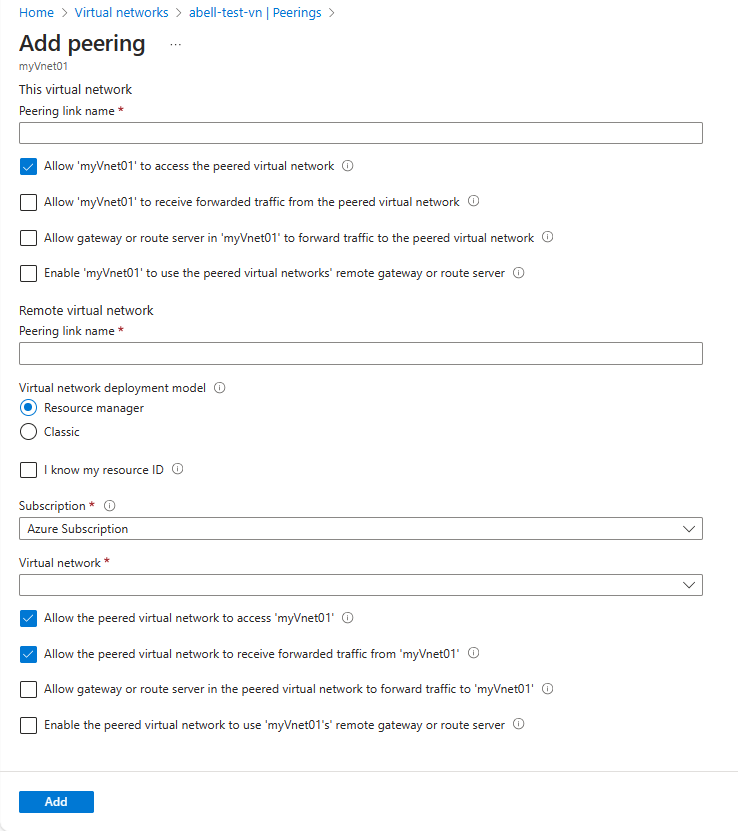 Home > Virtual networks > abell-test-vn | Peerings >
Add peering ...
myVnet01
This virtual network
Peering link name *
Allow 'myVnet01' to access the peered virtual network
Allow 'myVnet01' to receive forwarded traffic from the peered virtual network
Allow gateway or route server in 'myVnet01' to forward traffic to the peered virtual network
Enable 'myVnet01' to use the peered virtual networks' remote gateway or route server
Remote virtual network
Peering link name *
Virtual network deployment model
Resource manager
Classic
I know my resource ID
Subscription *
Azure Subscription
Virtual network *
Allow the peered virtual network to access 'myVnet01'
Allow the peered virtual network to receive forwarded traffic from 'myVnet01'
Allow gateway or route server in the peered virtual network to forward traffic to 'myVnet01'
Enable the peered virtual network to use 'myVnet01's' remote gateway or route server
Add